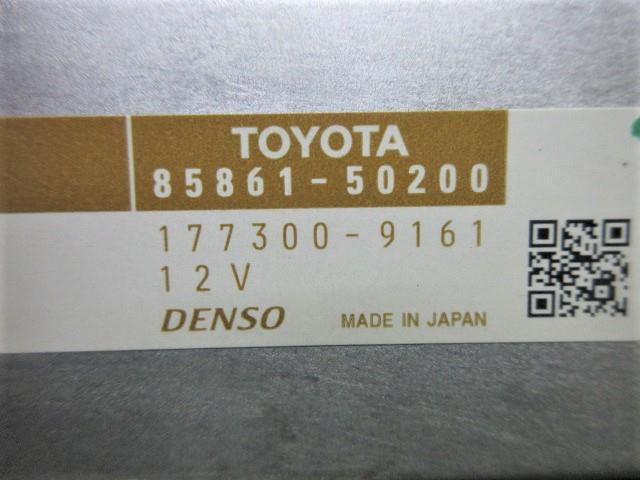 TOYOTA
85861-50200
177300-9161
12V
DENSO MADE IN JAPAN